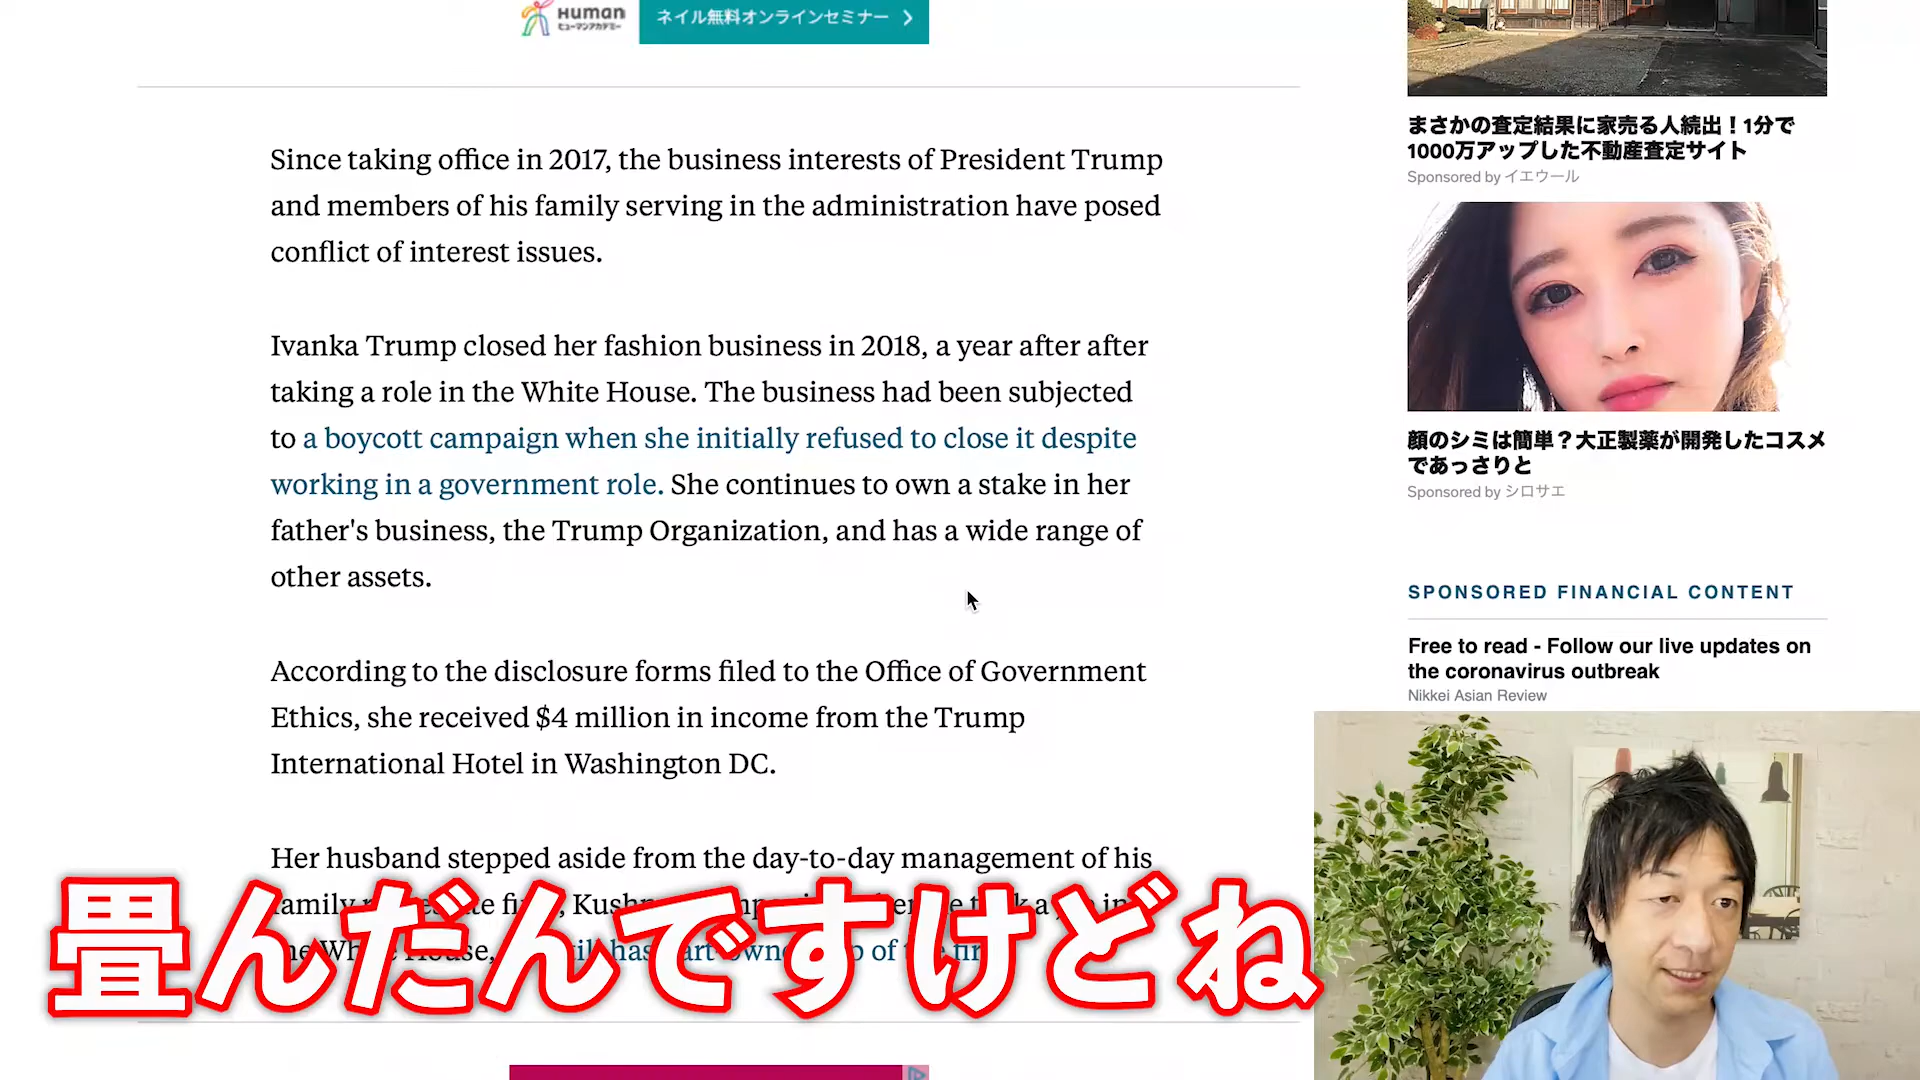 Human
ヒューマンアカデミー
ネイル無料オンラインセミナー
Since taking office in 2017, the business interests of President Trump
and members of his family serving in the administration have posed
conflict of interest issues.
Ivanka Trump closed her fashion business in 2018, a year after after
taking a role in the White House. The business had been subjected
to a boycott campaign when she initially refused to close it despite
working in a government role. She continues to own a stake in her
father's business, the Trump Organization, and has a wide range of
other assets.
According to the disclosure forms filed to the Office of Government
Ethics, she received $4 million in income from the Trump
International Hotel in Washington DC.
Her husband stepped aside from the day-to-day management of his
family
畳んだんですけどね
まさかの査定結果に家売る人続出！1分で
1000万アップした不動産査定サイト
Sponsored by イエウール
顔のシミは簡単？大正製薬が開発したコスメ
であっさりと
Sponsored by シロサエ
SPONSORED FINANCIAL CONTENT
Free to read - Follow our live updates on
the coronavirus outbreak
Nikkei Asian Review